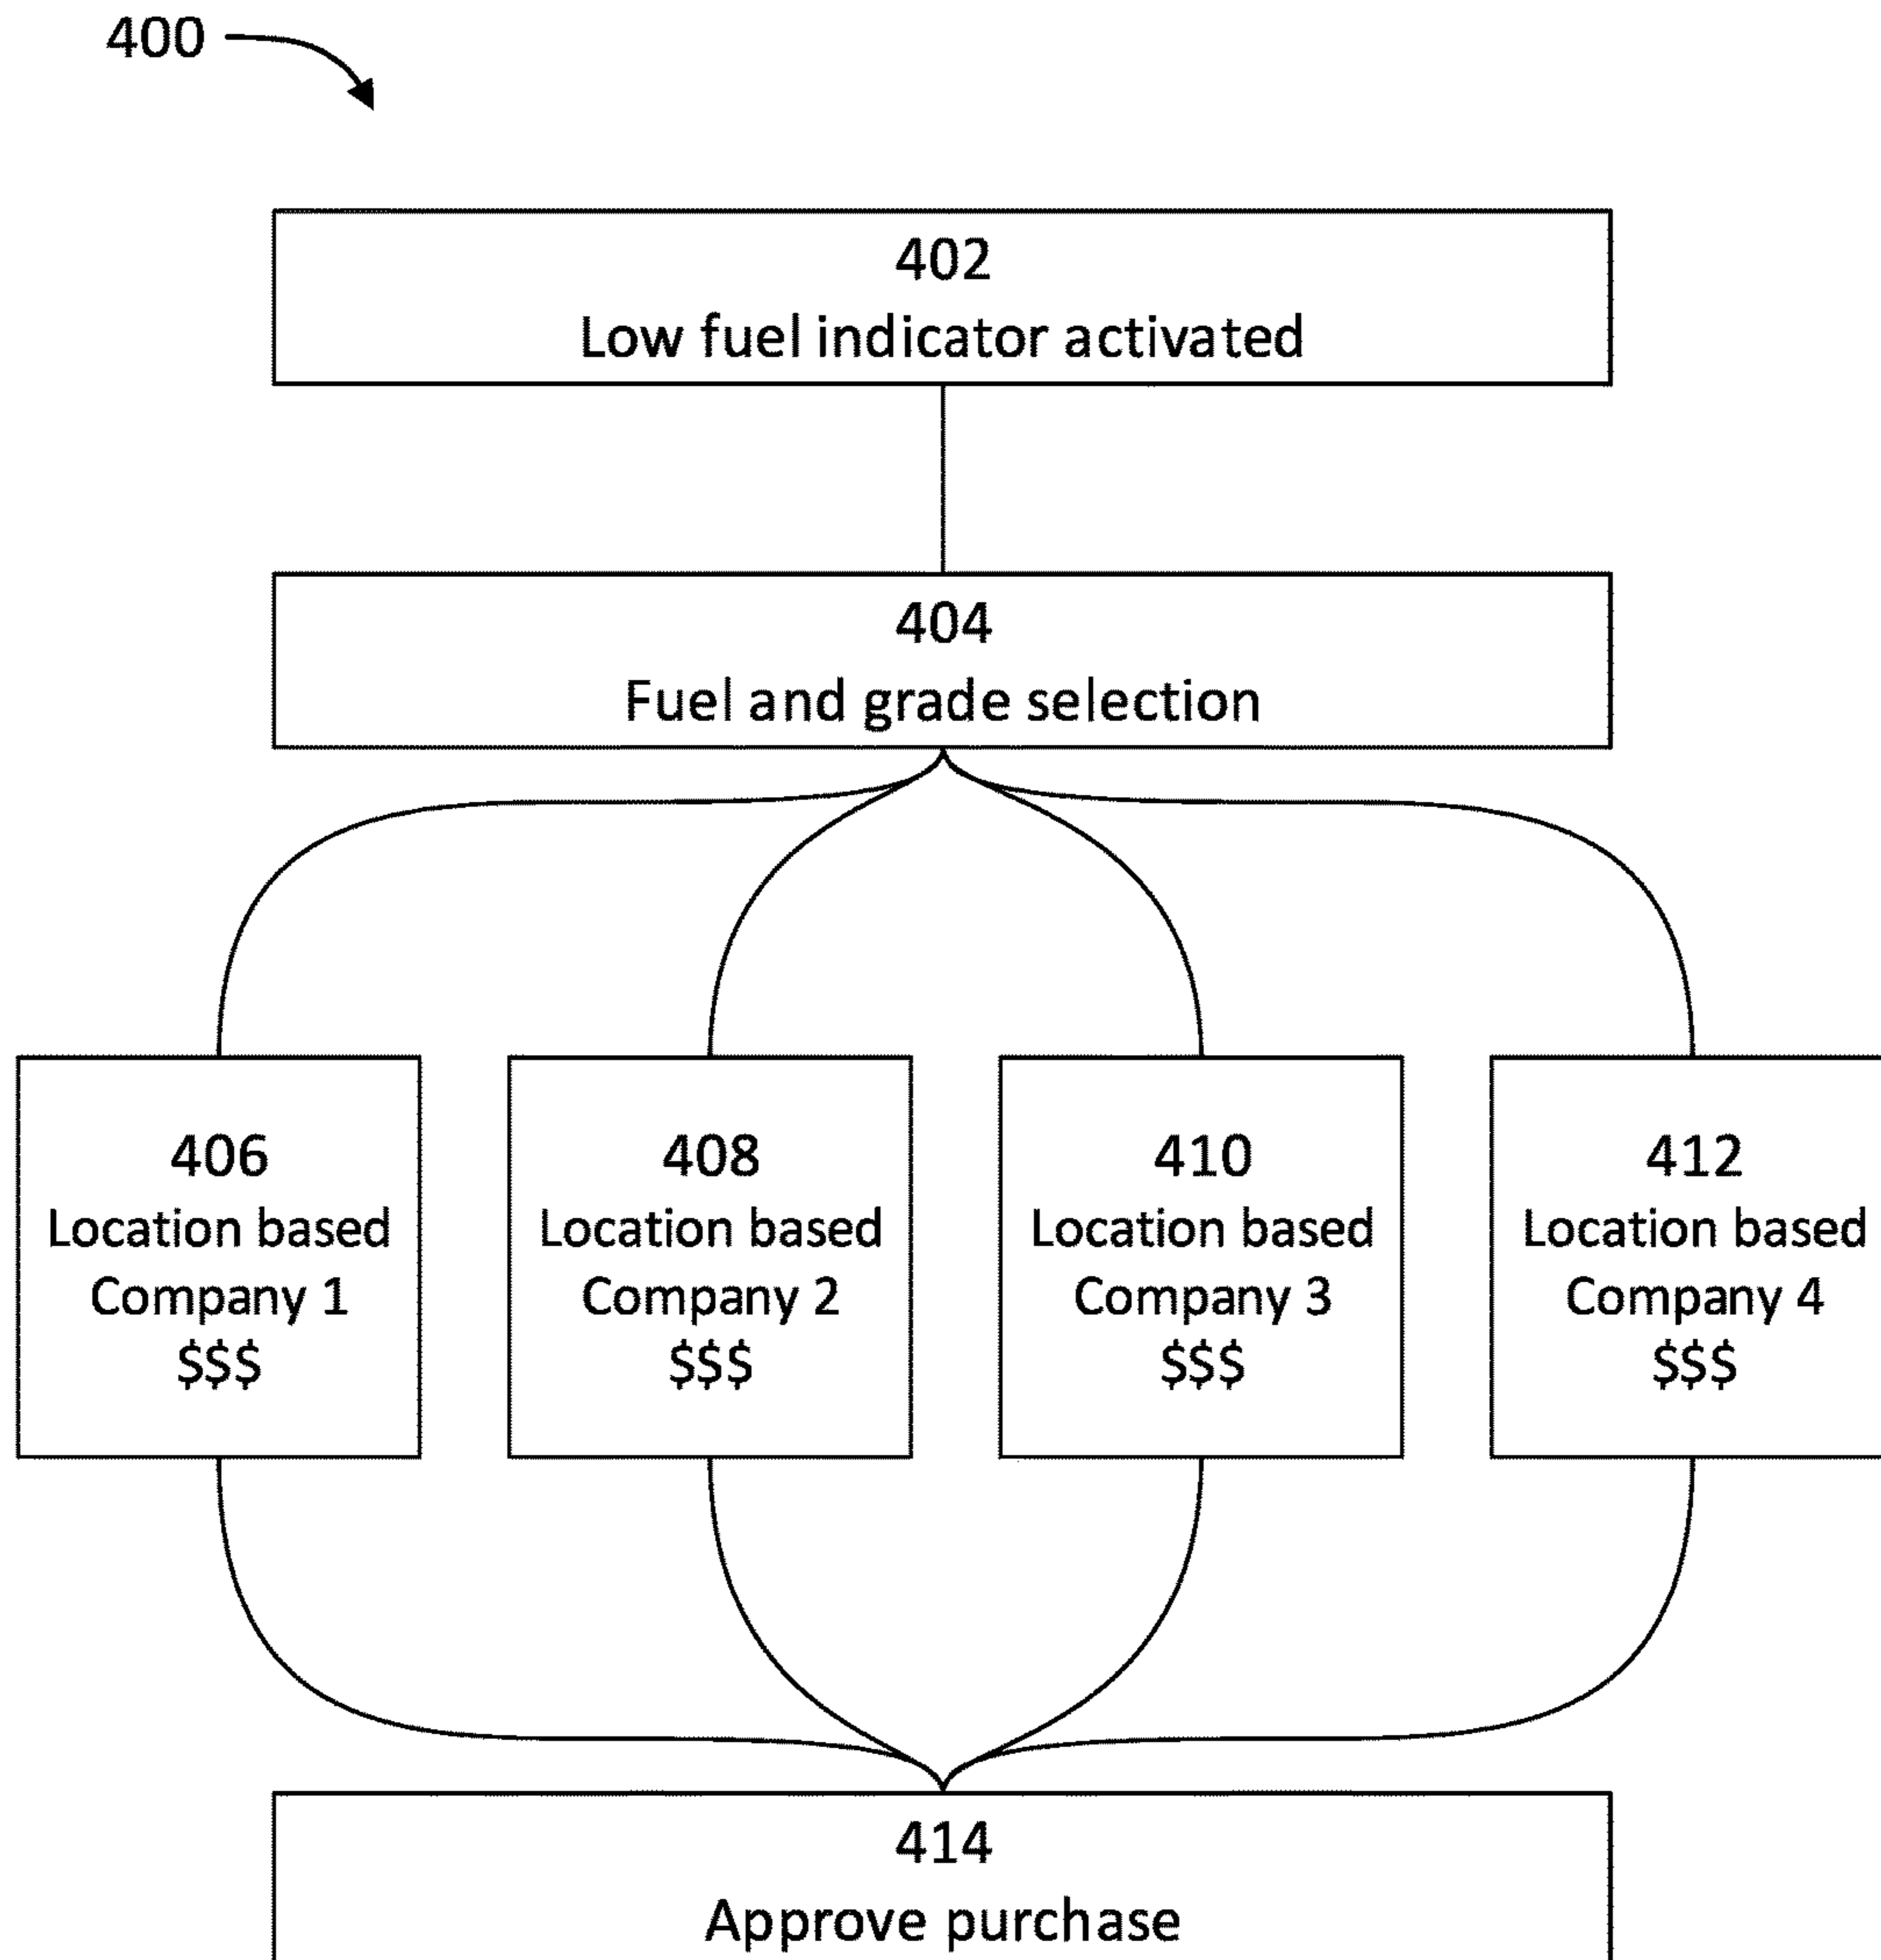 400
402
Low fuel indicator activated
404
Fuel and grade selection
406
Location based
Company 1
$$$
408
Location based
Company 2
$$$
410
Location based
Company 3
$$$
412
Location based
Company 4
$$$
414
Approve purchase